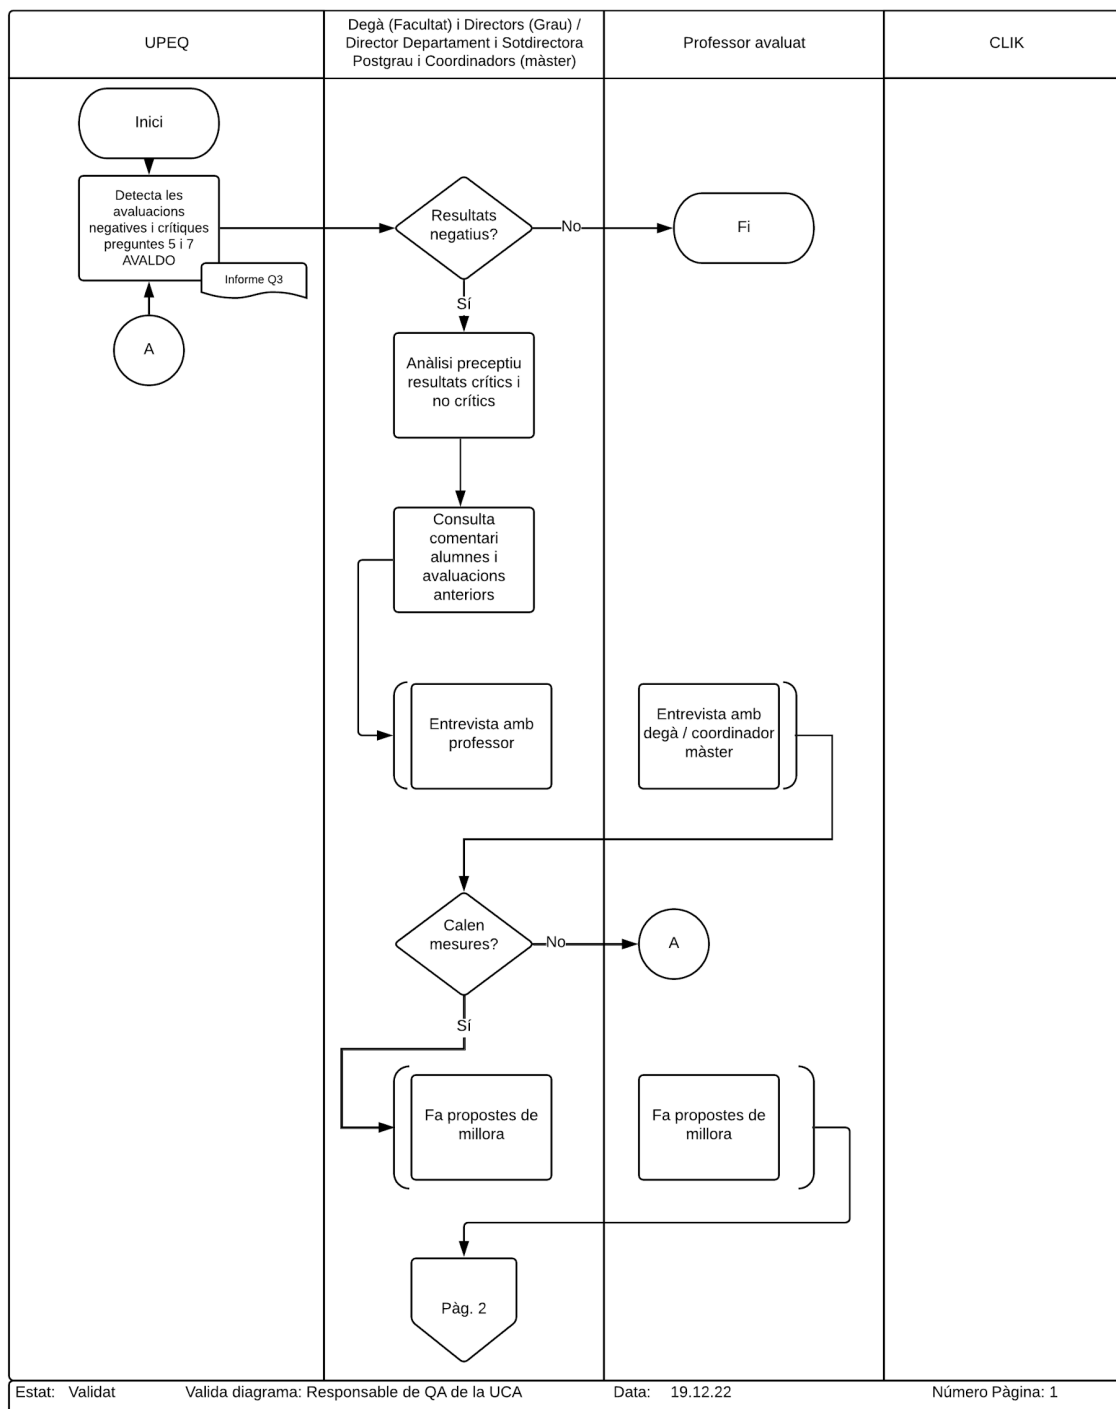 UPEQ
Degà (Facultat) i Directors (Grau) /
Director Departament i Sotdirectora
Postgrau i Coordinadors (màster)
Professor avaluat
CLIK
Inici
Detecta les
avaluacions
negatives i crítiques
preguntes 5 i 7
AVALDO
Informe Q3
A
Resultats
negatius?
No
Fi
Sí
Anàlisi preceptiu
resultats crítics i
no crítics
Consulta
comentari
alumnes i
avaluacions
anteriors
Entrevista amb
professor
Entrevista amb
degà / coordinador
màster
Calen
mesures?
No
A
Sí
Fa propostes de
millora
Fa propostes de
millora
Pàg. 2
Estat: Validat Valida diagrama: Responsable de QA de la UCA Data: 19.12.22 Número Pàgina: 1